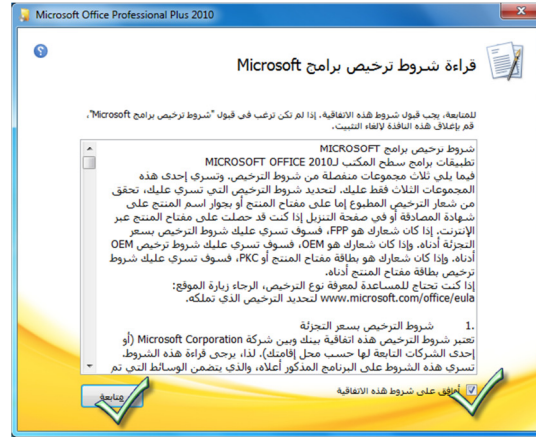 Microsoft Office Professional Plus 2010
قراءة شروط ترخيص برامج Microsoft
للمتابعة، يجب قبول شروط هذه الاتفاقية. إذا لم تكن ترغب في قبول "شروط ترخيص برامج Microsoft"،
قم بإغلاق هذه النافذة لإلغاء التثبيت.
شروط ترخيص برامج MICROSOFT
تطبيقات برامج سطح المكتب لـ MICROSOFT OFFICE 2010
فيما يلي ثلاث مجموعات منفصلة من شروط الترخيص. وتسري إحدى هذه
المجموعات الثلاث فقط عليك. لتحديد شروط الترخيص التي تسري عليك، تحقق
من شعار الترخيص المطبوع إما على مفتاح المنتج أو بجوار اسم المنتج على
شهادة المصادقة أو في صفحة التنزيل إذا كنت قد حصلت على مفتاح المنتج عبر
الإنترنت. إذا كان شعارك هو FPP، فسوف تسري عليك شروط الترخيص بسعر
التجزئة أدناه. وإذا كان شعارك هو OEM، فسوف تسري عليك شروط ترخيص OEM
أدناه. وإذا كان شعارك هو بطاقة مفتاح المنتج أو PKC، فسوف تسري عليك شروط
ترخيص بطاقة مفتاح المنتج أدناه.
إذا كنت تحتاج للمساعدة لمعرفة نوع الترخيص، الرجاء زيارة الموقع:
www.microsoft.com/office/eula لتحديد الترخيص الذي تملكه.
1. شروط الترخيص بسعر التجزئة
تعتبر شروط الترخيص هذه اتفاقية بينك وبين شركة Microsoft Corporation (أو
إحدى الشركات التابعة لها حسب محل إقامتك). لذا، يرجى قراءة هذه الشروط.
تسري هذه الشروط على البرنامج المذكور أعلاه، والذي يتضمن الوسائط التي تم
أوافق على شروط هذه الاتفاقية
متابعة